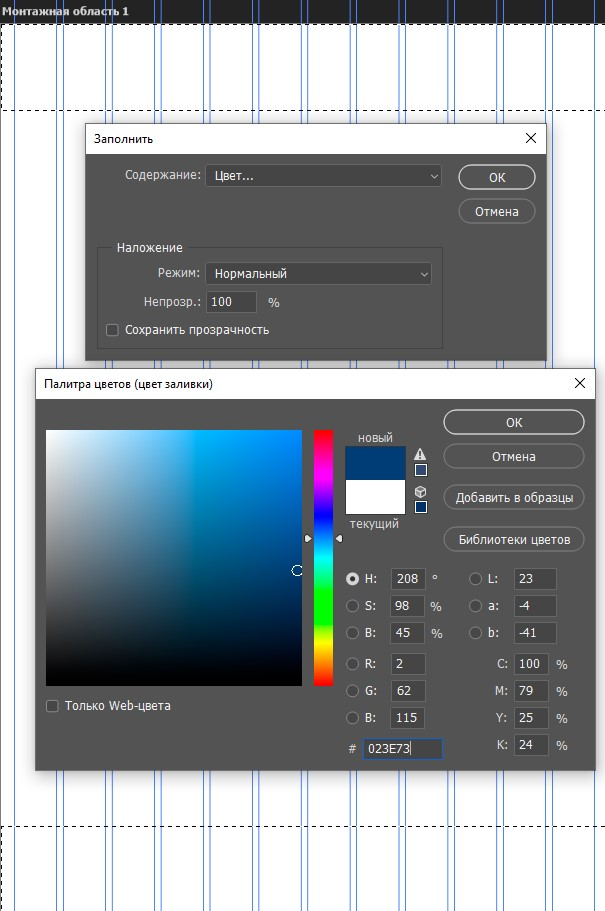 Монтажная область 1
Заполнить
Содержание: Цвет... ОК
Отмена
Наложение
Режим: Нормальный
Непрозр.: 100 %
Сохранить прозрачность
Палитра цветов (цвет заливки)
ОК
новый
Отмена
Добавить в образцы
текущий
Библиотеки цветов
H: 208 ° L: 23
S: 98 % a: -4
B: 45 % b: -41
R: 2 C: 100 %
G: 62 M: 79 %
B: 115 Y: 25 %
Только Web-цвета
# 023E73 K: 24 %